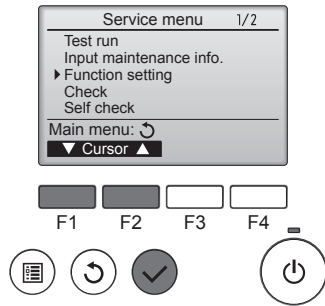 Service menu 1/2
Test run
Input maintenance info.
Function setting
Check
Self check
Main menu:
Cursor
F1 F2 F3 F4